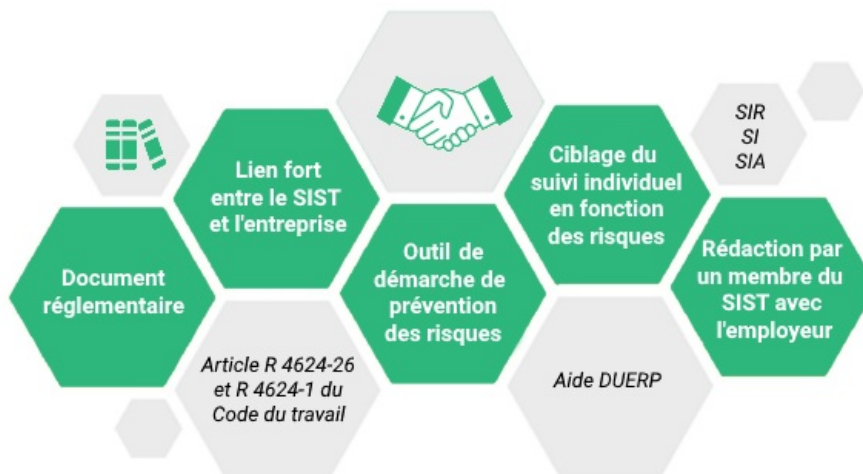 Document
réglementaire
Lien fort
entre le SIST
et l'entreprise
Article R 4624-26
et R 4624-1 du
Code du travail
Outil de
démarche de
prévention
des risques
Ciblage du
suivi individuel
en fonction
des risques
Aide DUERP
SIR
SI
SIA
Rédaction par
un membre du
SIST avec
l'employeur